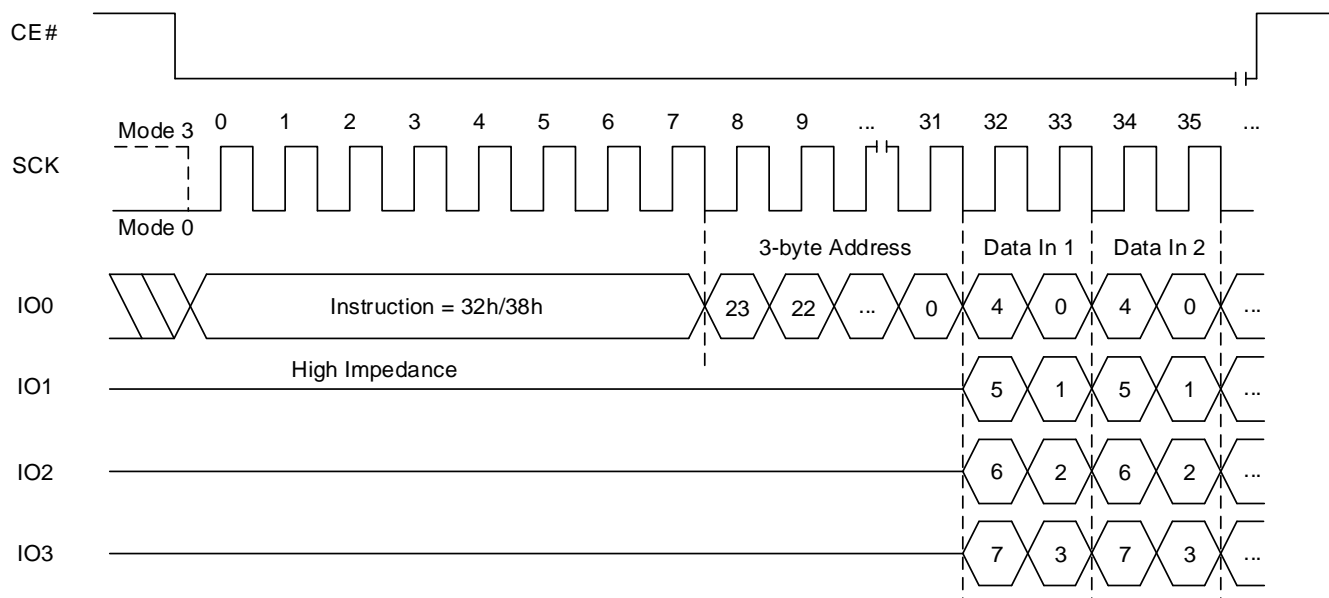 CE#
Mode 3 0 1 2 3 4 5 6 7 8 9 ... 31 32 33 34 35 ...
SCK
Mode 0
3-byte Address Data In 1 Data In 2
IO0 Instruction = 32h/38h 23 22 ... 0 4 0 4 0 ...
High Impedance
IO1 5 1 5 1 ...
IO2 6 2 6 2 ...
IO3 7 3 7 3 ...